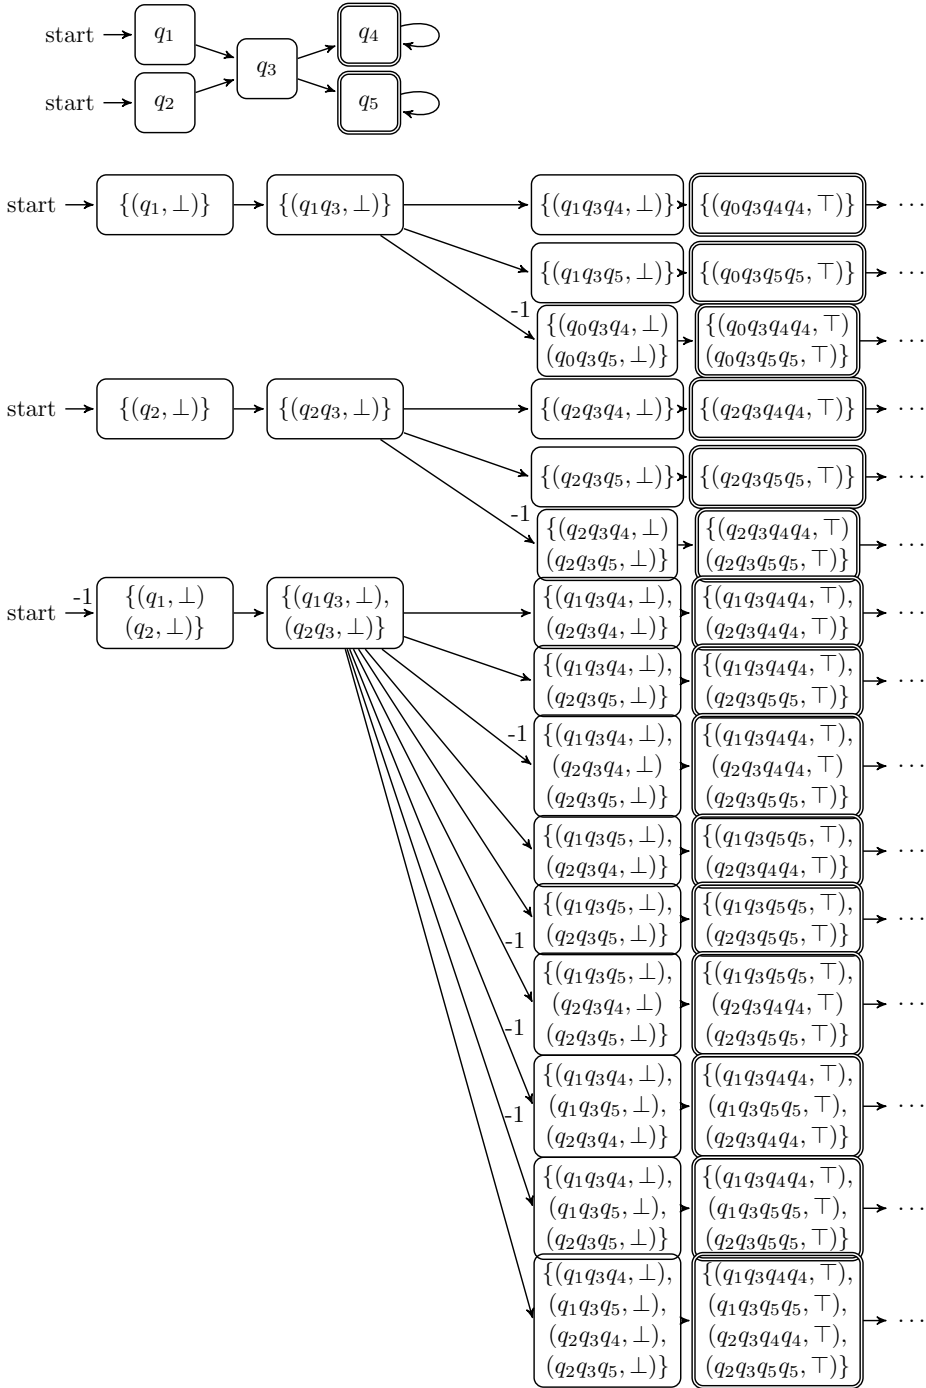 start q₁ q₄
q₃
start q₂ q₅
start {(q₁, ⊥)} {(q₁q₃, ⊥)} {(q₁q₃q₄, ⊥)} {(q₀q₃q₄q₄, ⊤)} ...
{(q₁q₃q₅, ⊥)} {(q₀q₃q₅q₅, ⊤)} ...
-1
{(q₀q₃q₄, ⊥) {(q₀q₃q₄q₄, ⊤)
(q₀q₃q₅, ⊥)} (q₀q₃q₅q₅, ⊤)} ...
start {(q₂, ⊥)} {(q₂q₃, ⊥)} {(q₂q₃q₄, ⊥)} {(q₂q₃q₄q₄, ⊤)} ...
{(q₂q₃q₅, ⊥)} {(q₂q₃q₅q₅, ⊤)} ...
-1
{(q₂q₃q₄, ⊥) {(q₂q₃q₄q₄, ⊤)
(q₂q₃q₅, ⊥)} (q₂q₃q₅q₅, ⊤)} ...
start -1 {(q₁, ⊥) {(q₁q₃, ⊥), {(q₁q₃q₄, ⊥), {(q₁q₃q₄q₄, ⊤), ...
(q₂, ⊥)} (q₂q₃, ⊥)} (q₂q₃q₄, ⊥)} (q₂q₃q₄q₄, ⊤)}
{(q₁q₃q₄, ⊥), {(q₁q₃q₄q₄, ⊤), ...
(q₂q₃q₅, ⊥)} (q₂q₃q₅q₅, ⊤)}
-1 {(q₁q₃q₄, ⊥), {(q₁q₃q₄q₄, ⊤),
(q₂q₃q₄, ⊥) (q₂q₃q₄q₄, ⊤) ...
(q₂q₃q₅, ⊥)} (q₂q₃q₅q₅, ⊤)}
{(q₁q₃q₅, ⊥), {(q₁q₃q₅q₅, ⊤), ...
(q₂q₃q₄, ⊥)} (q₂q₃q₄q₄, ⊤)}
{(q₁q₃q₅, ⊥), {(q₁q₃q₅q₅, ⊤), ...
-1 (q₂q₃q₅, ⊥)} (q₂q₃q₅q₅, ⊤)}
{(q₁q₃q₅, ⊥), {(q₁q₃q₅q₅, ⊤),
(q₂q₃q₄, ⊥) (q₂q₃q₄q₄, ⊤) ...
-1 (q₂q₃q₅, ⊥)} (q₂q₃q₅q₅, ⊤)}
{(q₁q₃q₄, ⊥), {(q₁q₃q₄q₄, ⊤),
-1 (q₁q₃q₅, ⊥), (q₁q₃q₅q₅, ⊤), ...
(q₂q₃q₄, ⊥)} (q₂q₃q₄q₄, ⊤)}
{(q₁q₃q₄, ⊥), {(q₁q₃q₄q₄, ⊤),
(q₁q₃q₅, ⊥), (q₁q₃q₅q₅, ⊤), ...
(q₂q₃q₅, ⊥)} (q₂q₃q₅q₅, ⊤)}
{(q₁q₃q₄, ⊥), {(q₁q₃q₄q₄, ⊤),
(q₁q₃q₅, ⊥), (q₁q₃q₅q₅, ⊤), ...
(q₂q₃q₄, ⊥), (q₂q₃q₄q₄, ⊤),
(q₂q₃q₅, ⊥)} (q₂q₃q₅q₅, ⊤)}